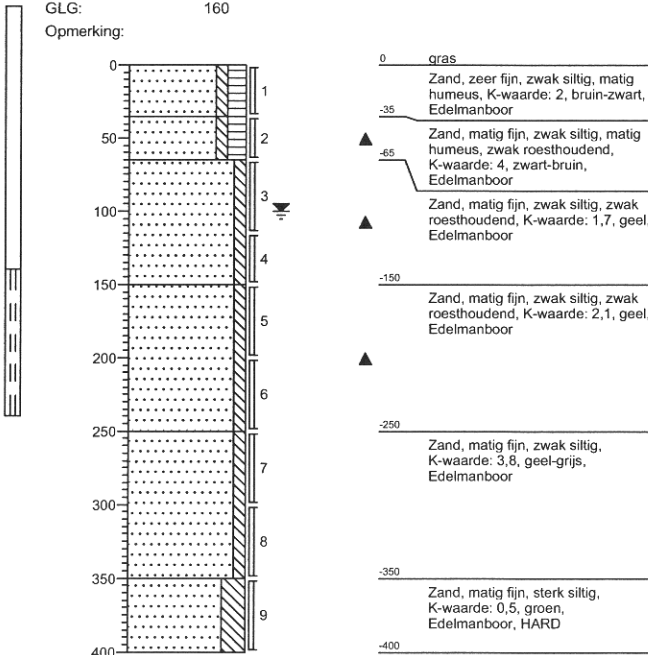 GLG: 160
Opmerking:
0
50
100
150
200
250
300
350
400
1
2
3
4
5
6
7
8
9
0 gras
Zand, zeer fijn, zwak siltig, matig
humeus, K-waarde: 2, bruin-zwart,
Edelmanboor
-35
Zand, matig fijn, zwak siltig, matig
humeus, zwak roesthoudend,
K-waarde: 4, zwart-bruin,
Edelmanboor
-65
Zand, matig fijn, zwak siltig, zwak
roesthoudend, K-waarde: 1,7, geel,
Edelmanboor
-150
Zand, matig fijn, zwak siltig, zwak
roesthoudend, K-waarde: 2,1, geel,
Edelmanboor
-250
Zand, matig fijn, zwak siltig,
K-waarde: 3,8, geel-grijs,
Edelmanboor
-350
Zand, matig fijn, sterk siltig,
K-waarde: 0,5, groen,
Edelmanboor, HARD
-400